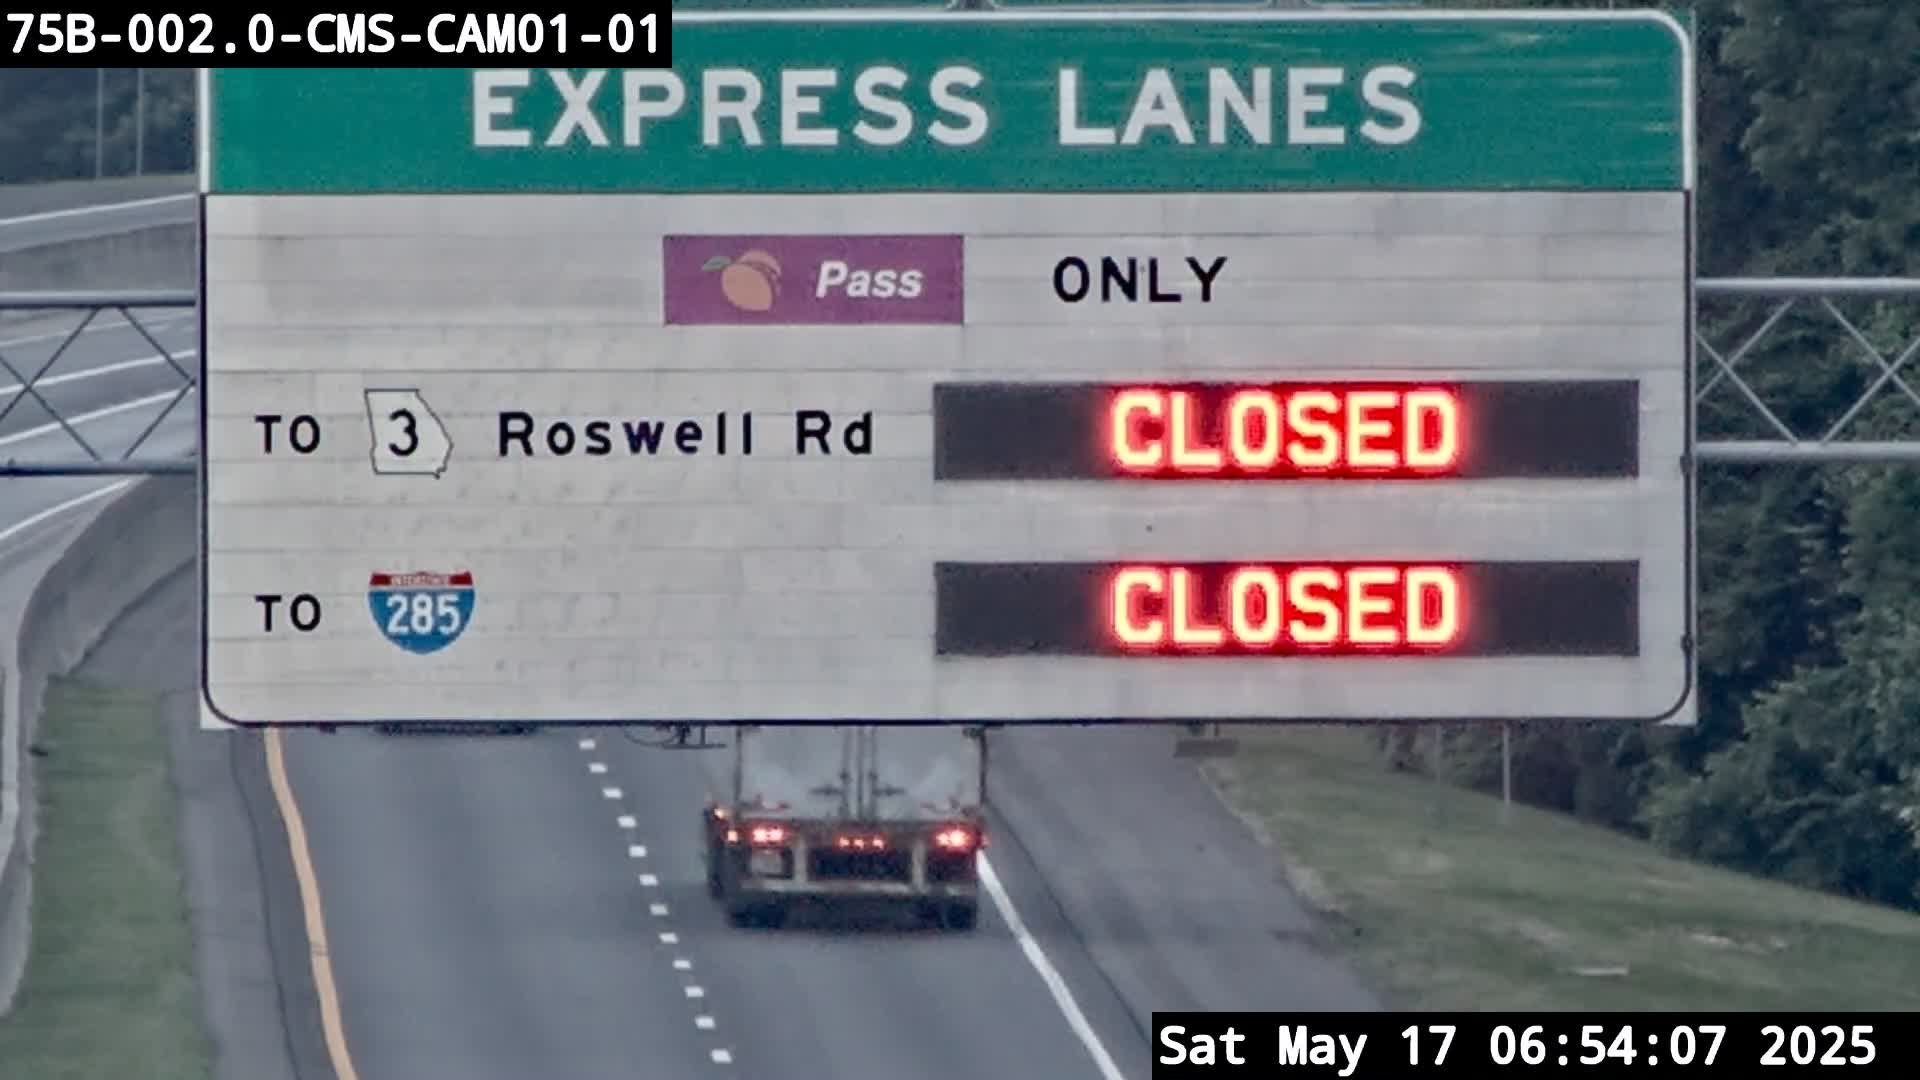 75B-002.0-CMS-CAM01-01
EXPRESS LANES
Pass ONLY
TO 3 Roswell Rd CLOSED
INTERSTATE
TO 285 CLOSED
Sat May 17 06:54:07 2025